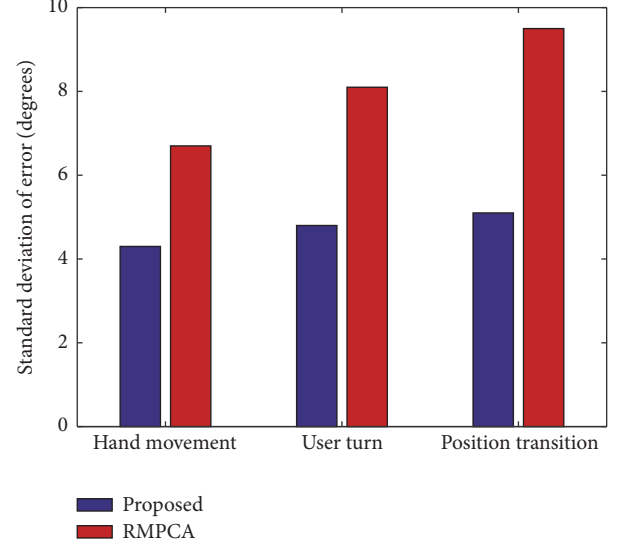 10
8
6
4
2
0
Standard deviation of error (degrees)
Hand movement
User turn
Position transition
Proposed
RMPCA